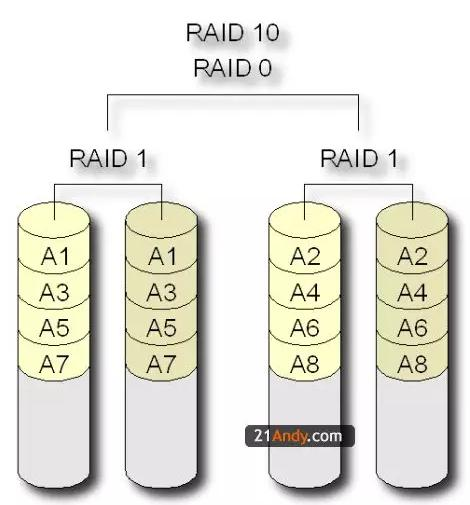 RAID 10
RAID 0
RAID 1 RAID 1
A1 A1 A2 A2
A3 A3 A4 A4
A5 A5 A6 A6
A7 A7 A8 A8
21Andy.com